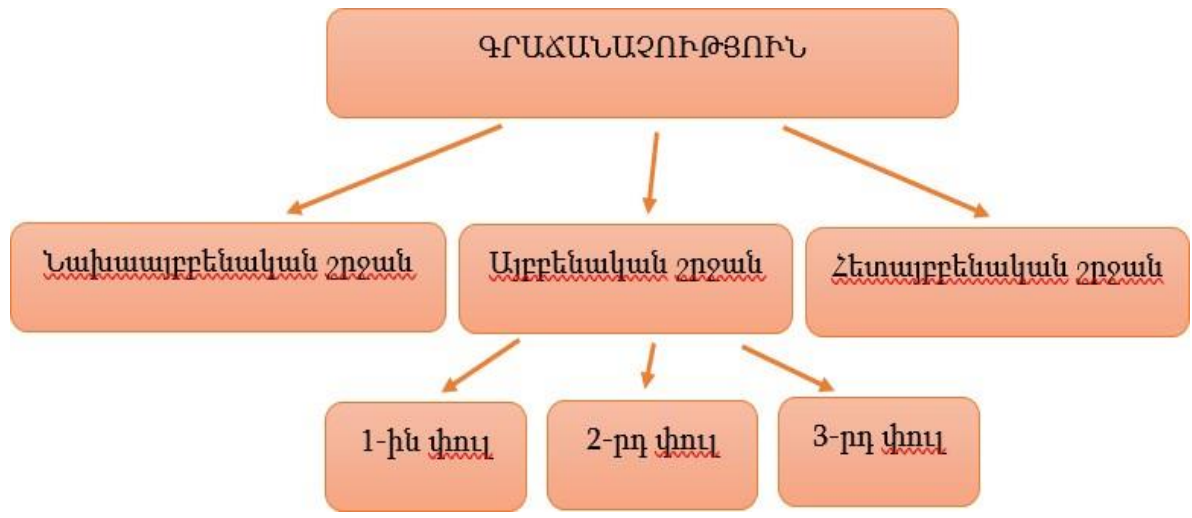 ԳՐԱՃԱՆԱՉՈՒԹՅՈՒՆ
Նախաայբբենական շրջան
Այբբենական շրջան
Հետայբբենական շրջան
1-ին փուլ
2-րդ փուլ
3-րդ փուլ